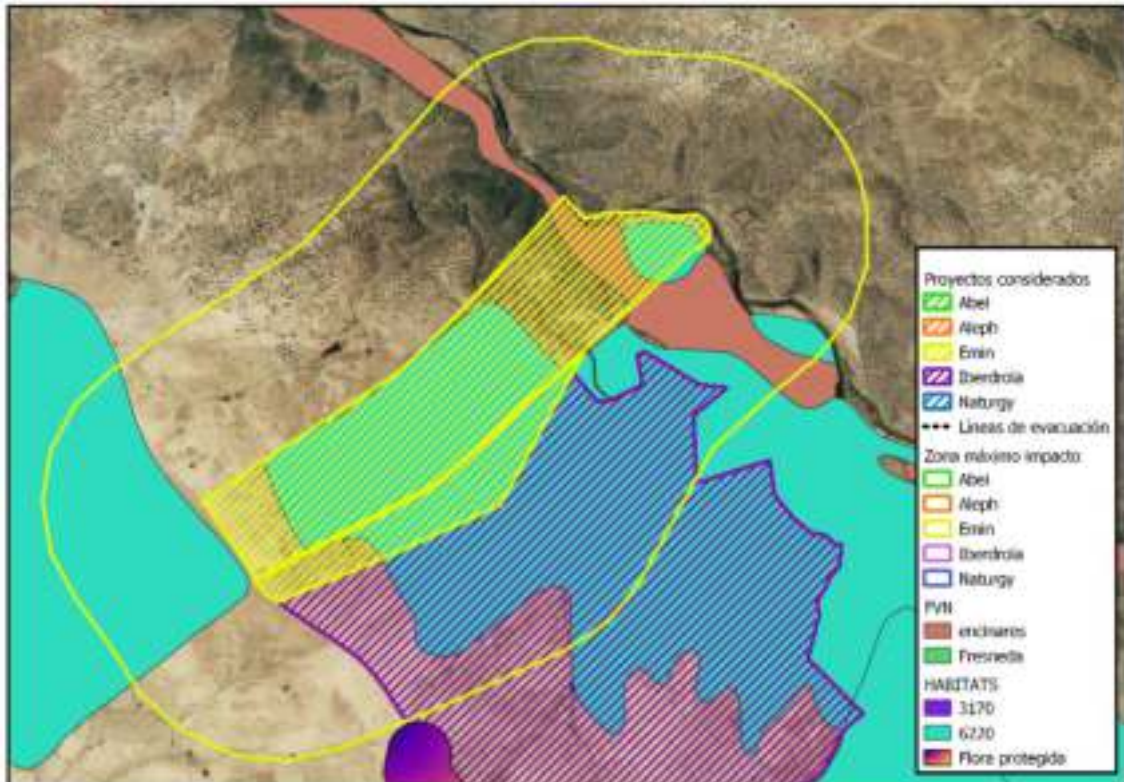 Proyectos considerados
Abel
Aleph
Emin
Iberdrola
Naturgy
Líneas de evacuación
Zona máximo impacto
Abel
Aleph
Emin
Iberdrola
Naturgy
PVN
encinares
Fresneda
HABITATS
3170
6220
Flora protegida